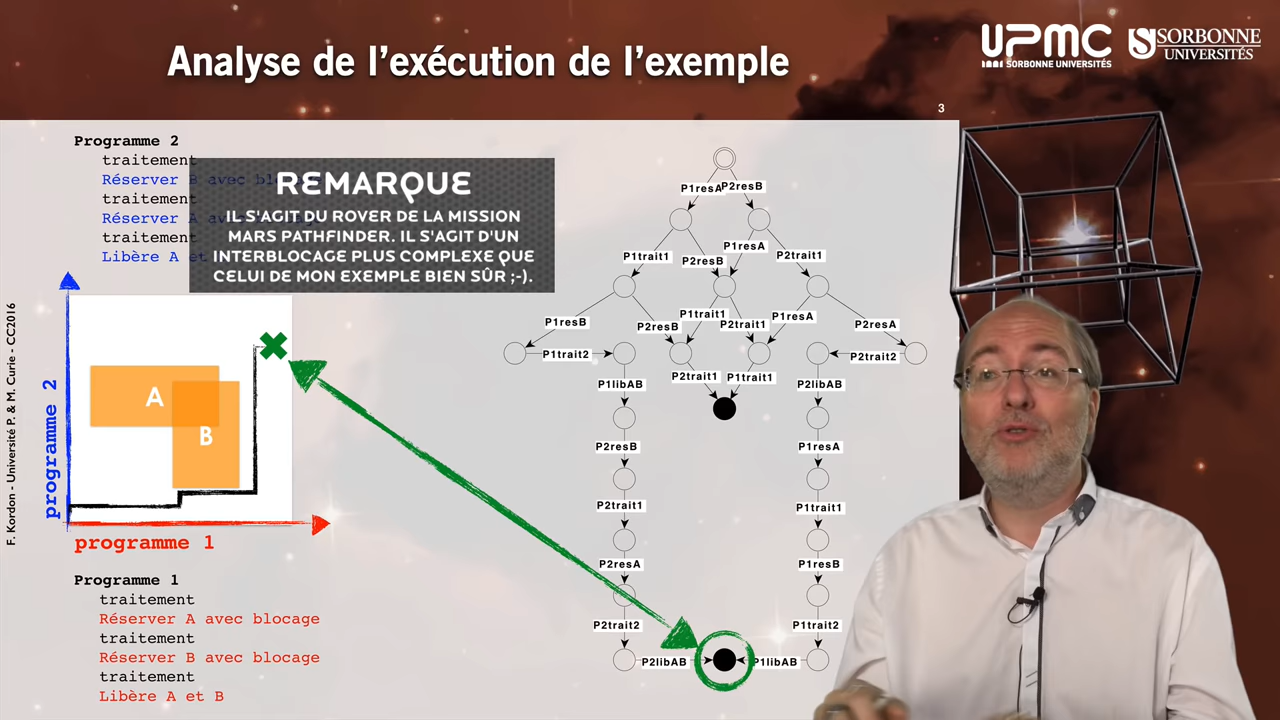 Analyse de l'exécution de l'exemple
UPMC
SORBONNE UNIVERSITÉS
SORBONNE
UNIVERSITÉS
3
Programme 2
traitement
Réserver B avec bl
traitement
Réserver A
traitement
Libère A et
REMARQUE
IL S'AGIT DU ROVER DE LA MISSION
MARS PATHFINDER. IL S'AGIT D'UN
INTERBLOCAGE PLUS COMPLEXE QUE
CELUI DE MON EXEMPLE BIEN SÛR ;-).
A
B
programme 2
programme 1
Programme 1
traitement
Réserver A avec blocage
traitement
Réserver B avec blocage
traitement
Libère A et B
F. Kordon - Université P. & M. Curie - CC2016
P1resA P2resB
P1trait1 P2resB P1resA P2trait1
P1resB P2resB P1trait1 P2trait1 P1resA P2resA
P1trait2 P2trait2
P2trait1 P1trait1
P1libAB P2libAB
P2resB P1resA
P2trait1 P1trait1
P2resA P1resB
P2trait2 P1trait2
P2libAB P1libAB